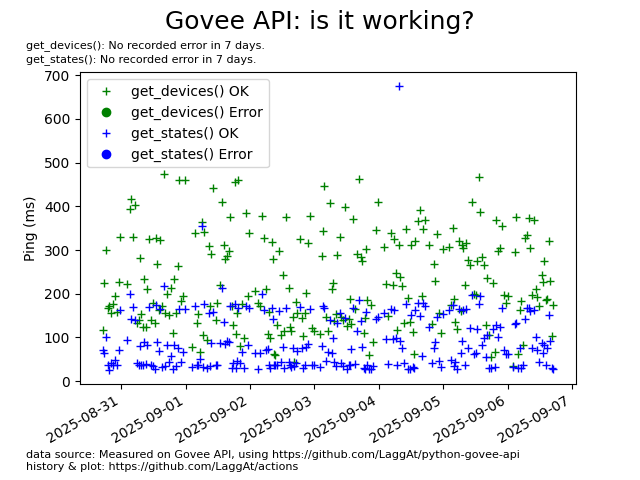 Govee API: is it working?
get_devices(): No recorded error in 7 days.
get_states(): No recorded error in 7 days.
700
600
500
400
300
200
100
0
Ping (ms)
get_devices() OK
get_devices() Error
get_states() OK
get_states() Error
2025-08-31
2025-09-01
2025-09-02
2025-09-03
2025-09-04
2025-09-05
2025-09-06
2025-09-07
data source: Measured on Govee API, using https://github.com/LaggAt/python-govee-api
history & plot: https://github.com/LaggAt/actions